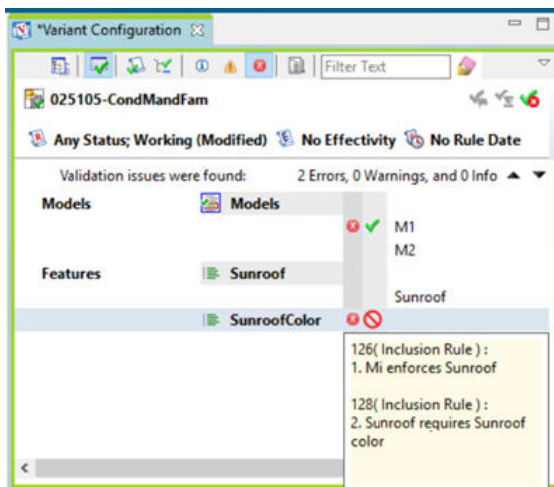 *Variant Configuration
Filter Text
025105-CondMandFam
Any Status; Working (Modified) No Effectivity No Rule Date
Validation issues were found: 2 Errors, 0 Warnings, and 0 Info
Models Models
M1
M2
Features Sunroof
Sunroof
SunroofColor
126( Inclusion Rule ) :
1. Mi enforces Sunroof
128( Inclusion Rule ) :
2. Sunroof requires Sunroof
color